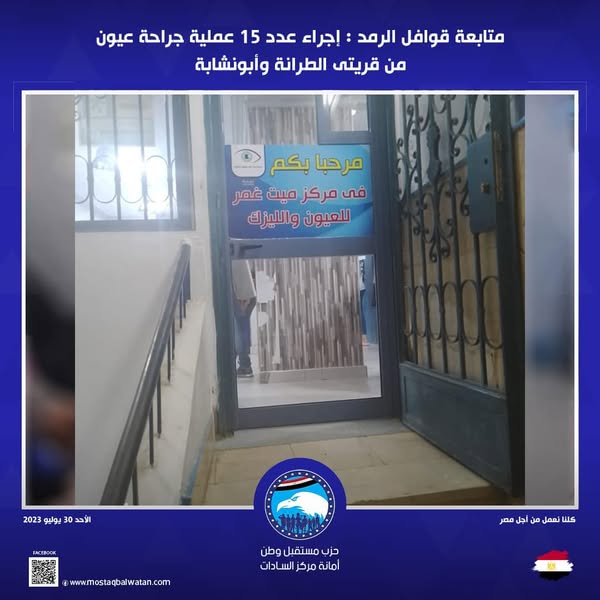 متابعة قوافل الرمد : إجراء عدد 15 عملية جراحة عيون
من قريتى الطرانة وأبونشابة
مرحبا بكم
فى مركز ميت غمر
للعيون والليزك
كلنا نعمل من أجل مصر
الأحد 30 يوليو 2023
حزب مستقبل وطن
أمانة مركز السادات
FACEBOOK
www.mostaqbalwatan.com